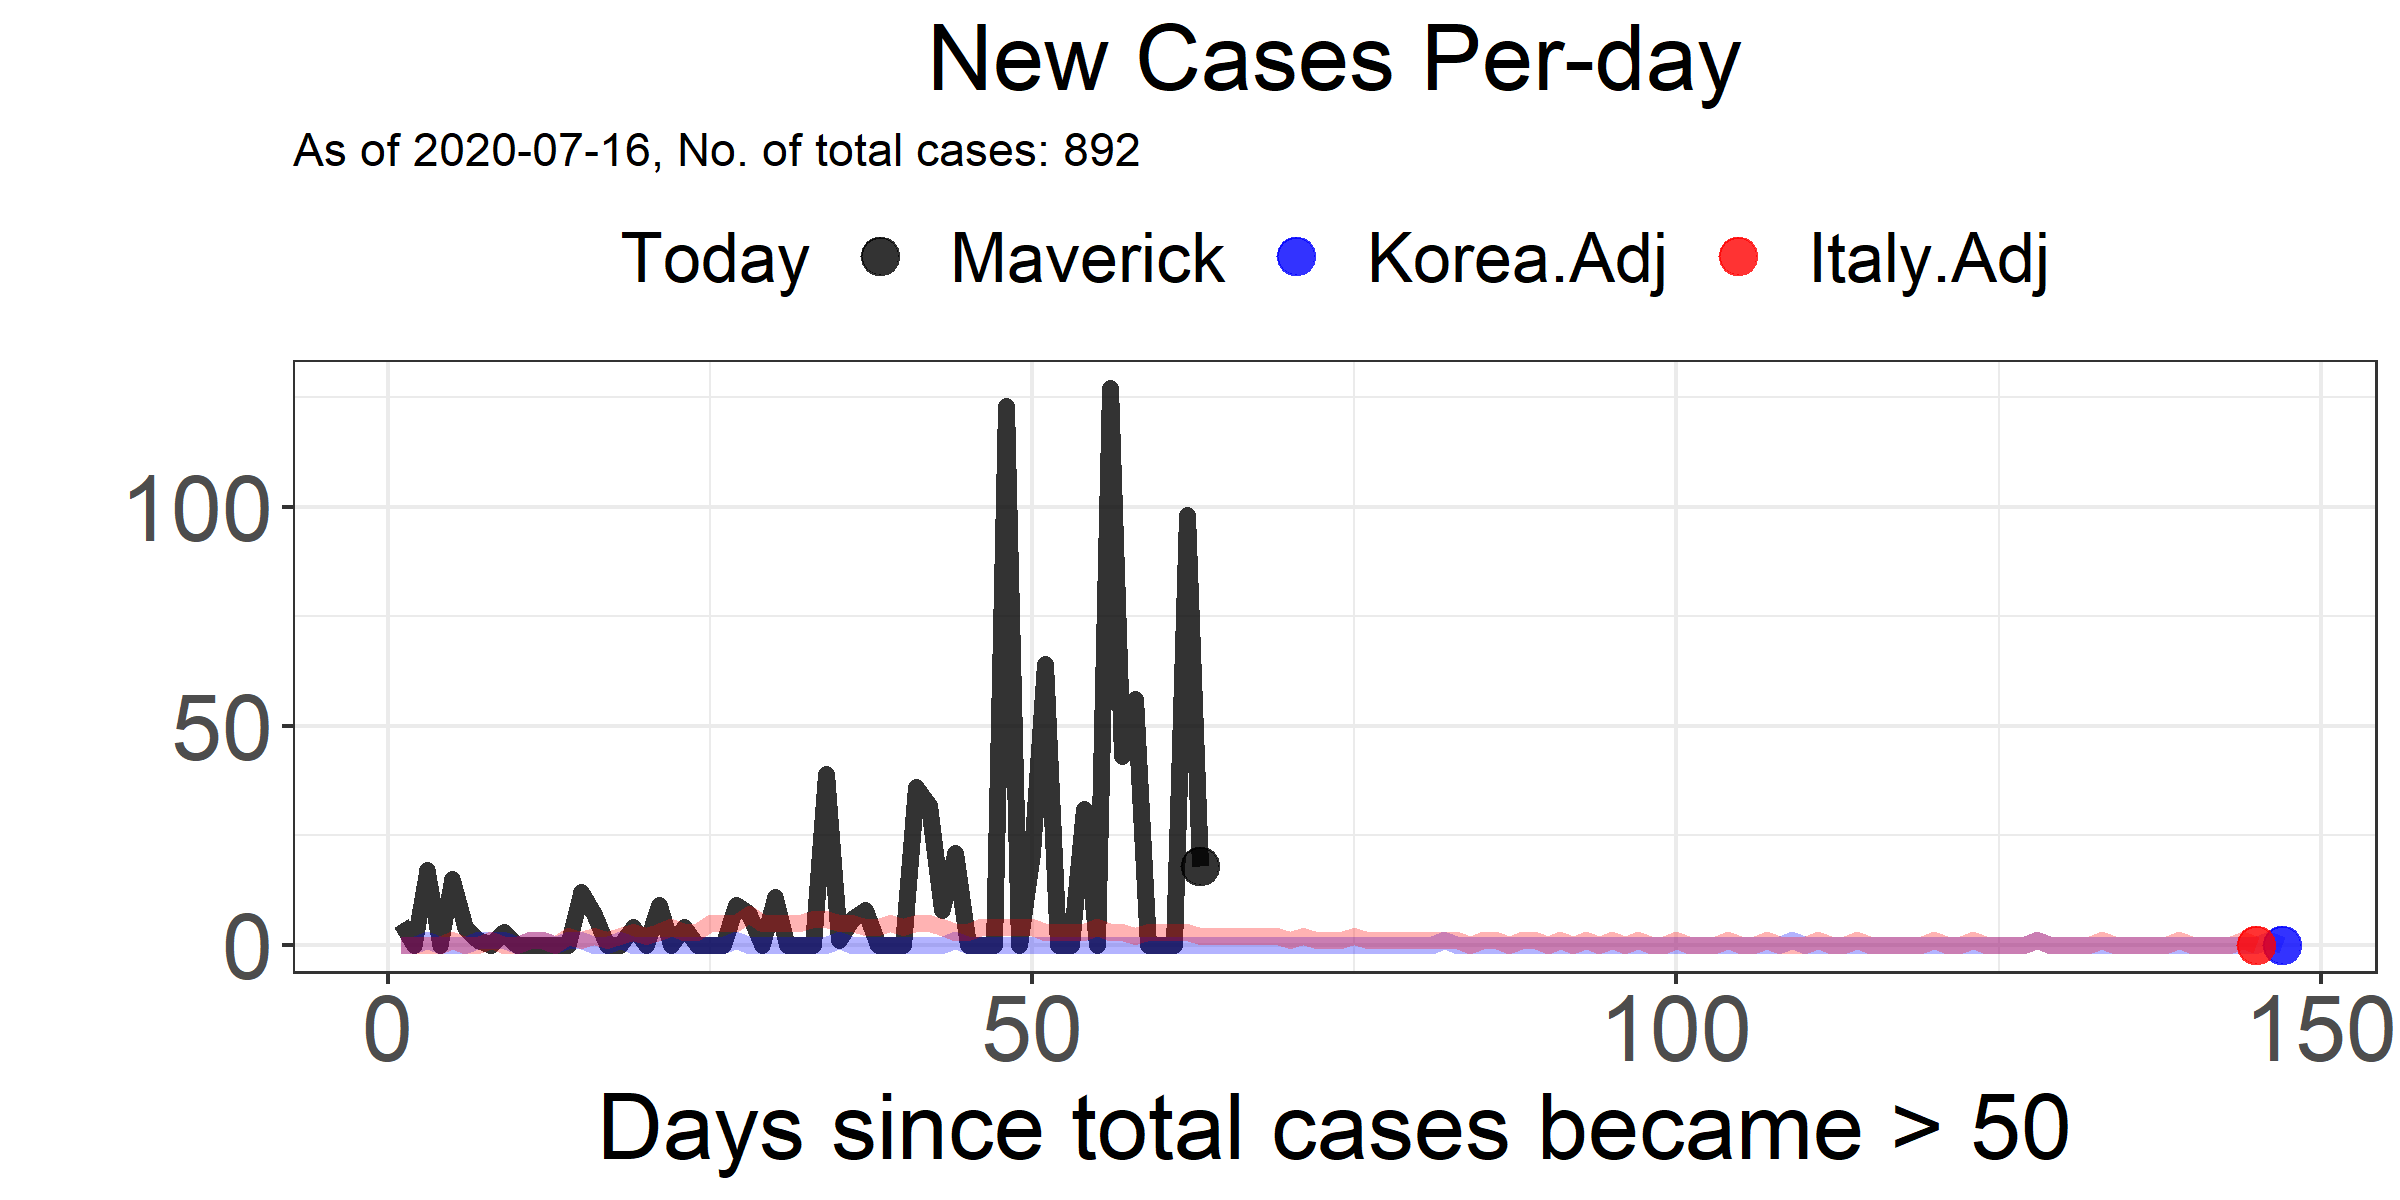 New Cases Per-day
As of 2020-07-16, No. of total cases: 892
Today Maverick Korea.Adj Italy.Adj
100
50
0
0 50 100 150
Days since total cases became > 50